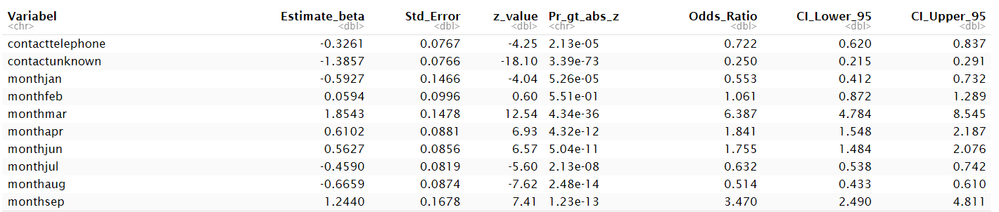 Variabel Estimate_beta Std_Error z_value Pr_gt_abs_z Odds_Ratio CI_Lower_95 CI_Upper_95
<chr> <dbl> <dbl> <dbl> <chr> <dbl> <dbl> <dbl>
contacttelephone -0.3261 0.0767 -4.25 2.13e-05 0.722 0.620 0.837
contactunknown -1.3857 0.0766 -18.10 3.39e-73 0.250 0.215 0.291
monthjan -0.5927 0.1466 -4.04 5.26e-05 0.553 0.412 0.732
monthfeb 0.0594 0.0996 0.60 5.51e-01 1.061 0.872 1.289
monthmar 1.8543 0.1478 12.54 4.34e-36 6.387 4.784 8.545
monthapr 0.6102 0.0881 6.93 4.32e-12 1.841 1.548 2.187
monthjun 0.5627 0.0856 6.57 5.04e-11 1.755 1.484 2.076
monthjul -0.4590 0.0819 -5.60 2.13e-08 0.632 0.538 0.742
monthaug -0.6659 0.0874 -7.62 2.48e-14 0.514 0.433 0.610
monthsep 1.2440 0.1678 7.41 1.23e-13 3.470 2.490 4.811